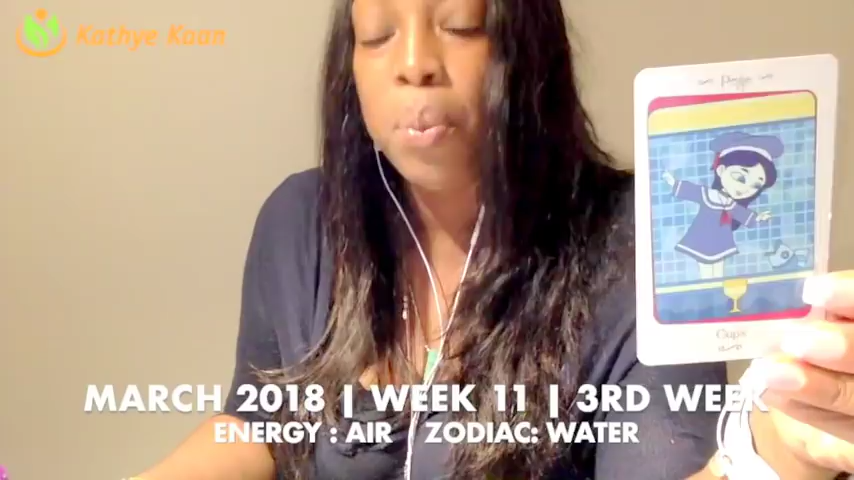 Kathye Kaan
Page
Cups
MARCH 2018 | WEEK 11 | 3RD WEEK
ENERGY : AIR ZODIAC: WATER